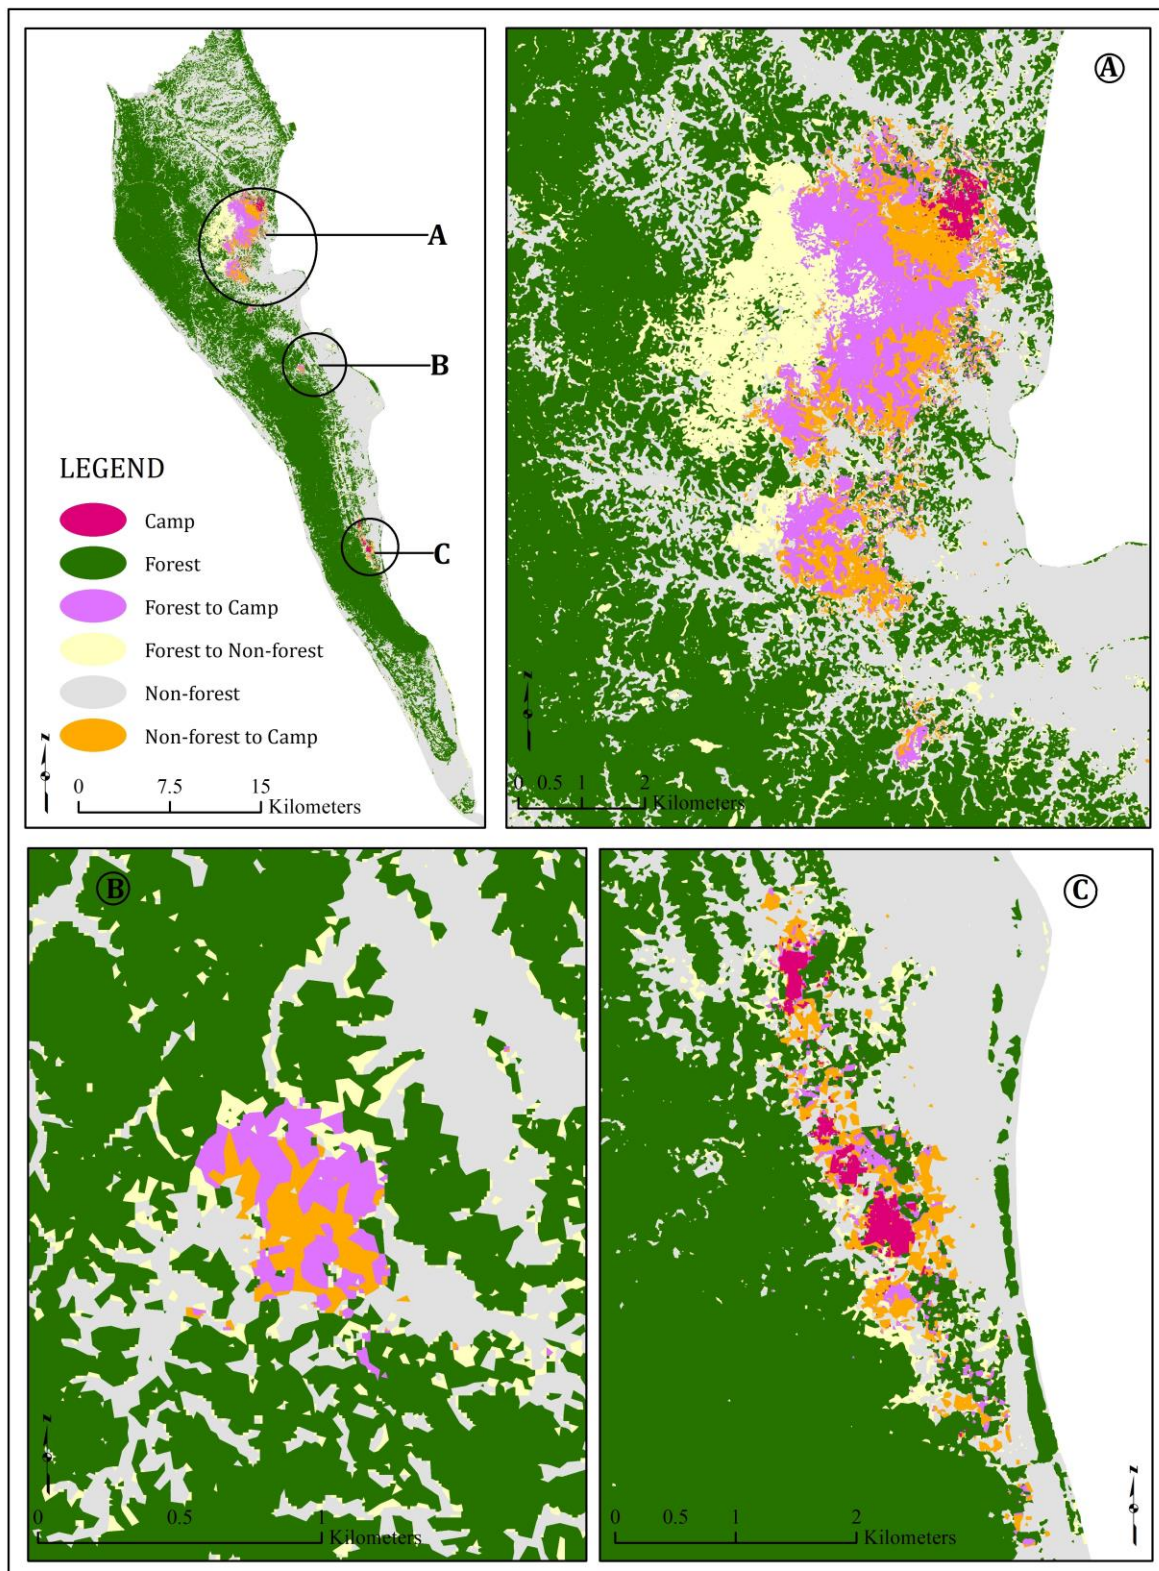 A
B
C
LEGEND
Camp
Forest
Forest to Camp
Forest to Non-forest
Non-forest
Non-forest to Camp
N
0 7.5 15
Kilometers
A
N
0 0.5 1 2
Kilometers
B
N
0 0.5 1
Kilometers
C
N
0 0.5 1 2
Kilometers